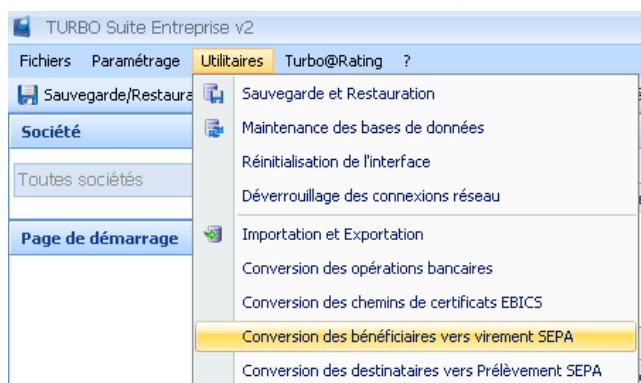 TURBO Suite Entreprise v2
Fichiers Paramétrage Utilitaires Turbo@Rating ?
Sauvegarde/Restaura
Sauvegarde et Restauration
Société
Maintenance des bases de données
Réinitialisation de l'interface
Toutes sociétés
Déverrouillage des connexions réseau
Page de démarrage
Importation et Exportation
Conversion des opérations bancaires
Conversion des chemins de certificats EBICS
Conversion des bénéficiaires vers virement SEPA
Conversion des destinataires vers Prélèvement SEPA